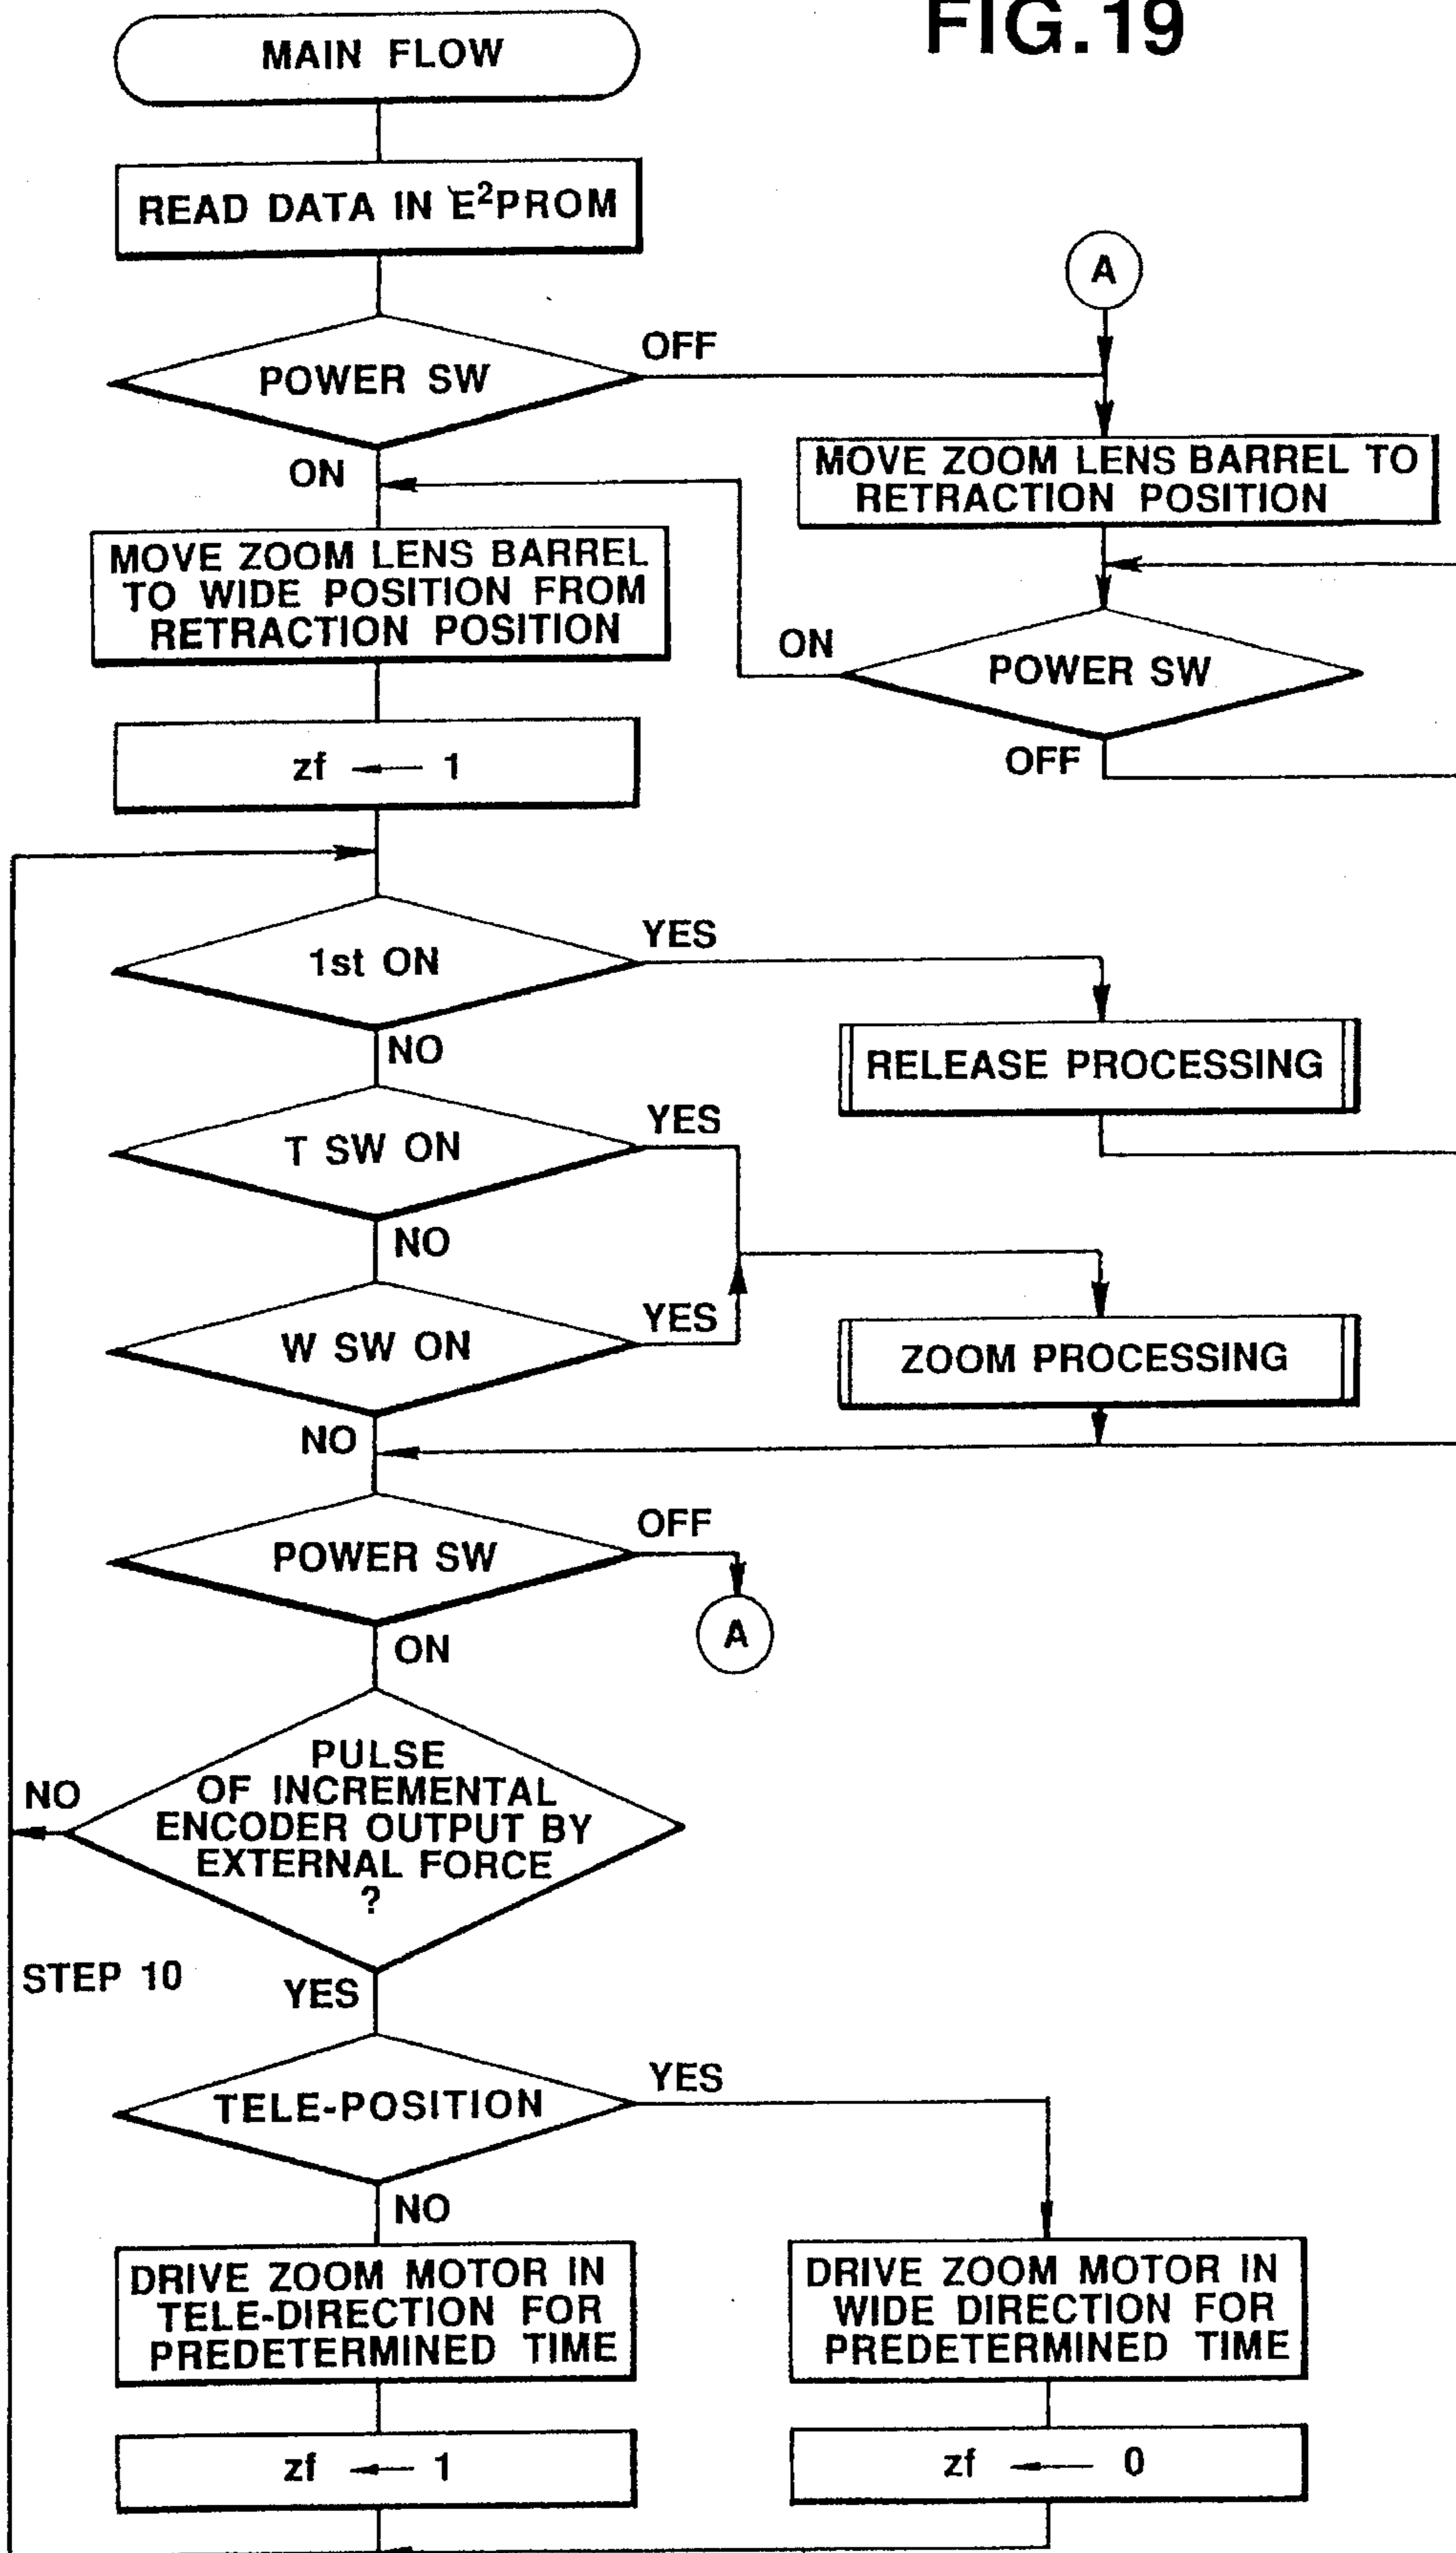 FIG.19
MAIN FLOW
READ DATA IN E²PROM
A
POWER SW
OFF
ON
MOVE ZOOM LENS BARREL TO
RETRACTION POSITION
MOVE ZOOM LENS BARREL
TO WIDE POSITION FROM
RETRACTION POSITION
ON
POWER SW
OFF
zf ← 1
1st ON
YES
NO
RELEASE PROCESSING
T SW ON
YES
NO
W SW ON
YES
ZOOM PROCESSING
NO
POWER SW
OFF
A
ON
PULSE
OF INCREMENTAL
ENCODER OUTPUT BY
EXTERNAL FORCE
?
NO
STEP 10
YES
TELE-POSITION
YES
NO
DRIVE ZOOM MOTOR IN
TELE-DIRECTION FOR
PREDETERMINED TIME
DRIVE ZOOM MOTOR IN
WIDE DIRECTION FOR
PREDETERMINED TIME
zf ← 1
zf ← 0